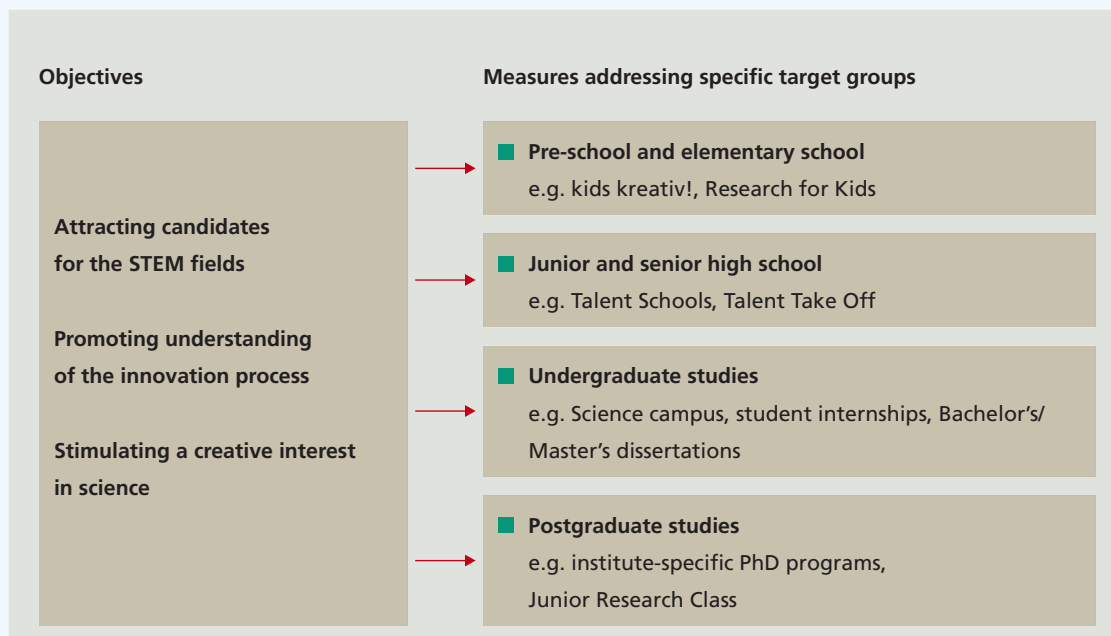 Objectives
Attracting candidates
for the STEM fields
Promoting understanding
of the innovation process
Stimulating a creative interest
in science
Measures addressing specific target groups
Pre-school and elementary school
e.g. kids kreativ!, Research for Kids
Junior and senior high school
e.g. Talent Schools, Talent Take Off
Undergraduate studies
e.g. Science campus, student internships, Bachelor’s/
Master’s dissertations
Postgraduate studies
e.g. institute-specific PhD programs,
Junior Research Class